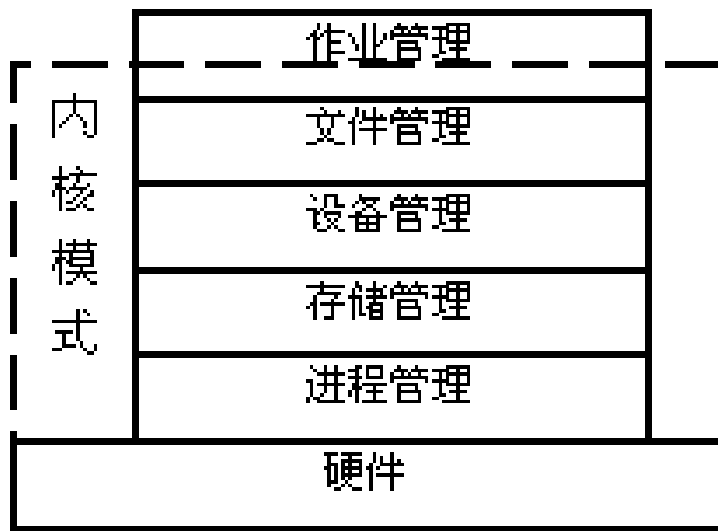 作业管理
文件管理
设备管理
存储管理
进程管理
硬件
内核模式